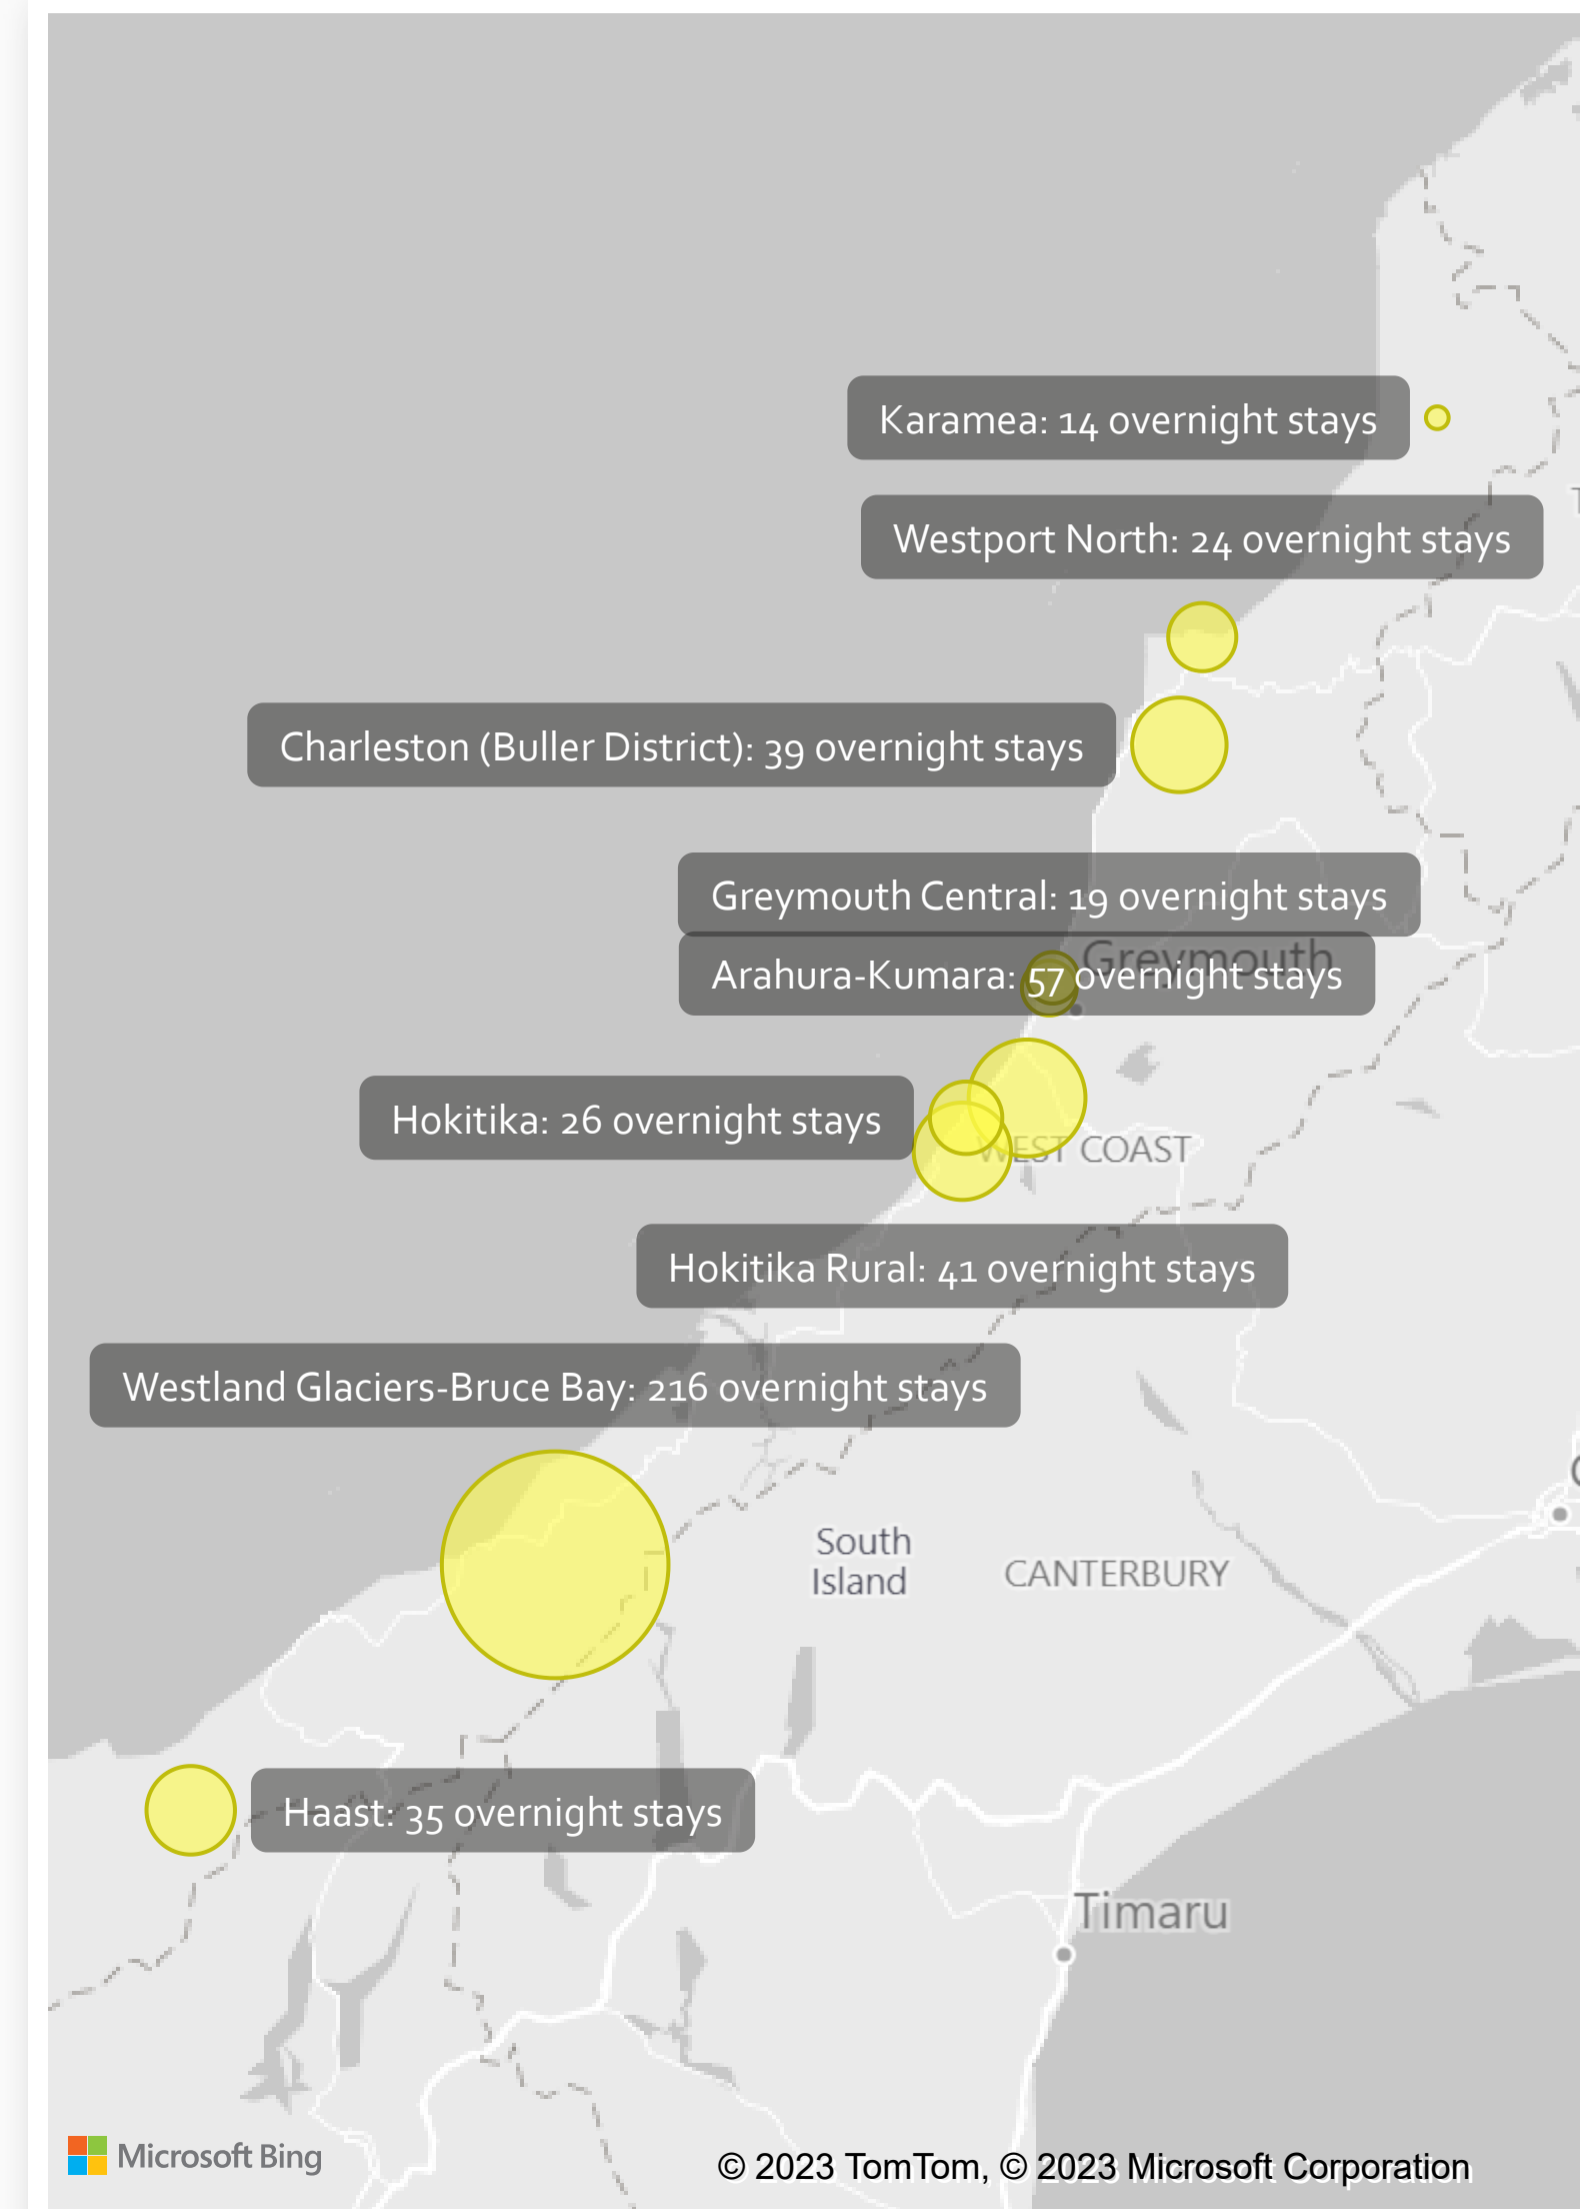 Karamea: 14 overnight stays
Westport North: 24 overnight stays
Charleston (Buller District): 39 overnight stays
Greymouth Central: 19 overnight stays
Greymouth
Arahura-Kumara: 57 overnight stays
Hokitika: 26 overnight stays
WEST COAST
Hokitika Rural: 41 overnight stays
Westland Glaciers-Bruce Bay: 216 overnight stays
South
Island
CANTERBURY
Haast: 35 overnight stays
Timaru
Microsoft Bing
© 2023 TomTom, © 2023 Microsoft Corporation